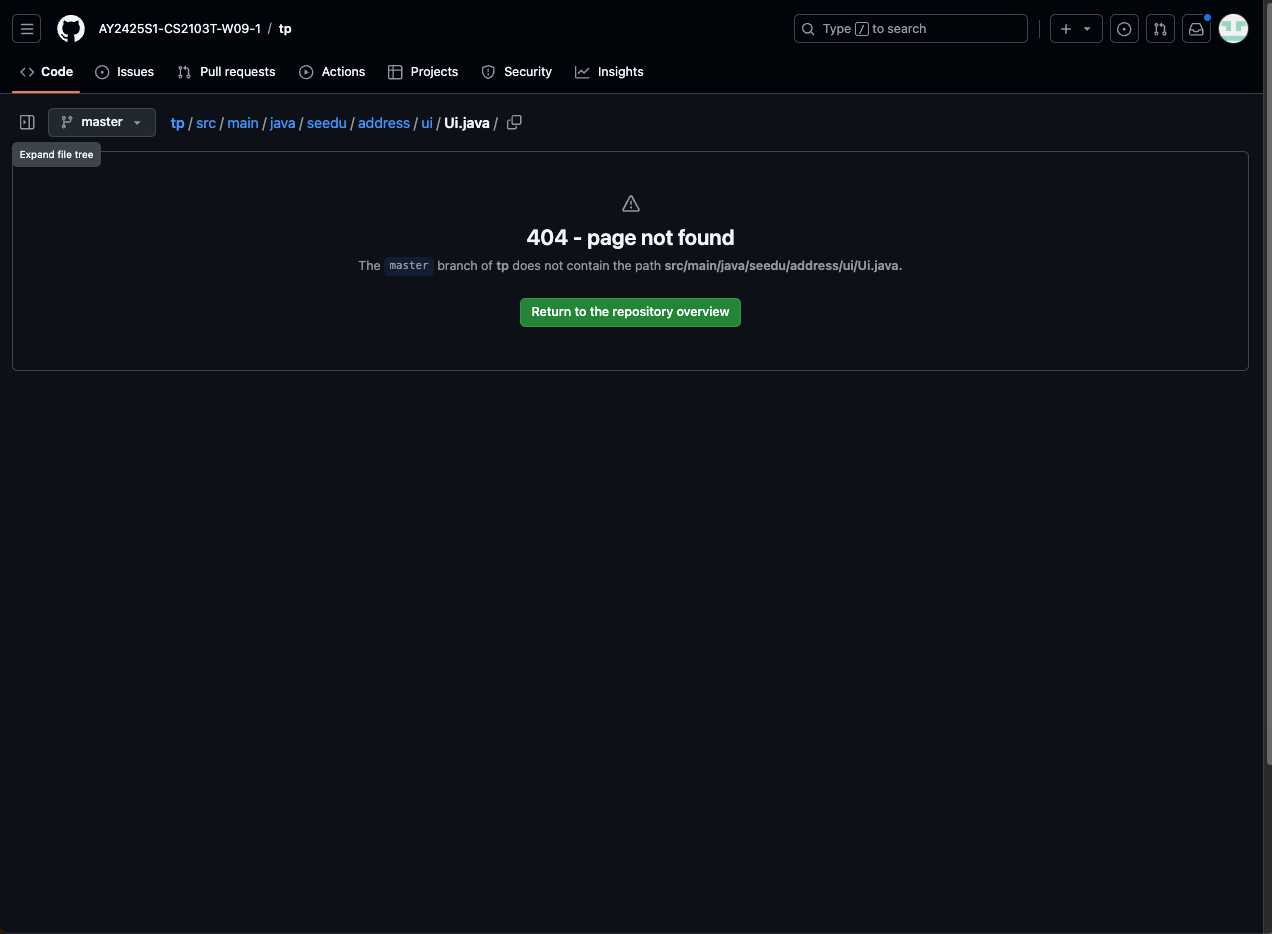 AY2425S1-CS2103T-W09-1 / tp
Type / to search
Code Issues Pull requests Actions Projects Security Insights
master tp / src / main / java / seedu / address / ui / Ui.java /
Expand file tree
404 - page not found
The master branch of tp does not contain the path src/main/java/seedu/address/ui/Ui.java.
Return to the repository overview